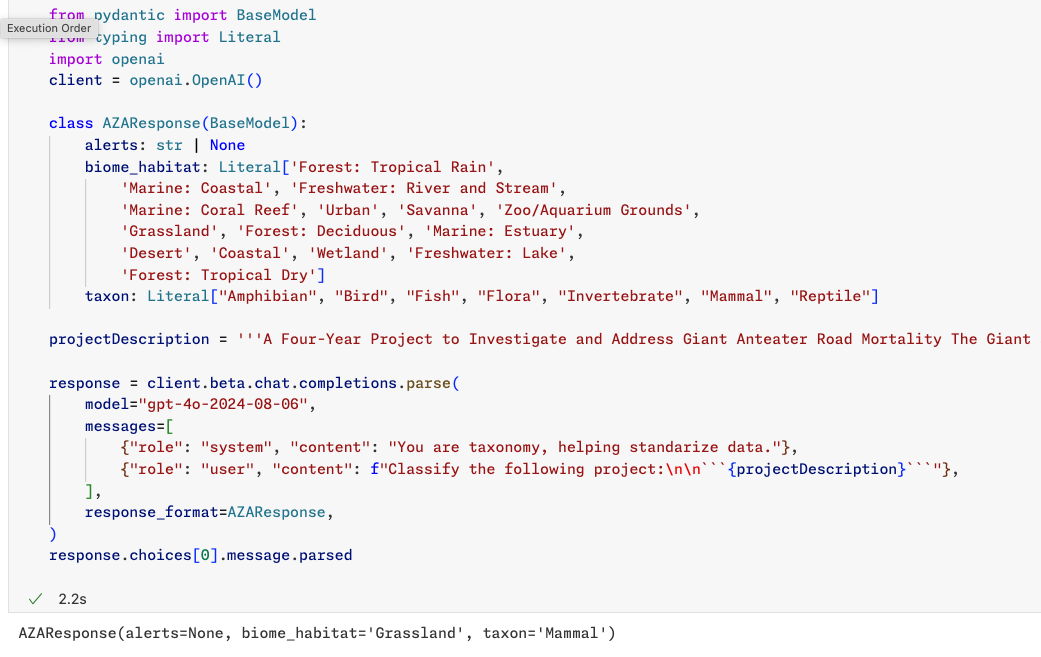 from pydantic import BaseModel
Execution Order
typing import Literal
import openai
client = openai.OpenAI()
class AZAResponse(BaseModel):
alerts: str | None
biome_habitat: Literal['Forest: Tropical Rain',
'Marine: Coastal', 'Freshwater: River and Stream',
'Marine: Coral Reef', 'Urban', 'Savanna', 'Zoo/Aquarium Grounds',
'Grassland', 'Forest: Deciduous', 'Marine: Estuary',
'Desert', 'Coastal', 'Wetland', 'Freshwater: Lake',
'Forest: Tropical Dry']
taxon: Literal["Amphibian", "Bird", "Fish", "Flora", "Invertebrate", "Mammal", "Reptile"]
projectDescription = '''A Four-Year Project to Investigate and Address Giant Anteater Road Mortality The Giant
response = client.beta.chat.completions.parse(
model="gpt-4o-2024-08-06",
messages=[
{"role": "system", "content": "You are taxonomy, helping standarize data."},
{"role": "user", "content": f"Classify the following project:\n\n```{projectDescription}```"},
],
response_format=AZAResponse,
)
response.choices[0].message.parsed
✓ 2.2s
AZAResponse(alerts=None, biome_habitat='Grassland', taxon='Mammal')